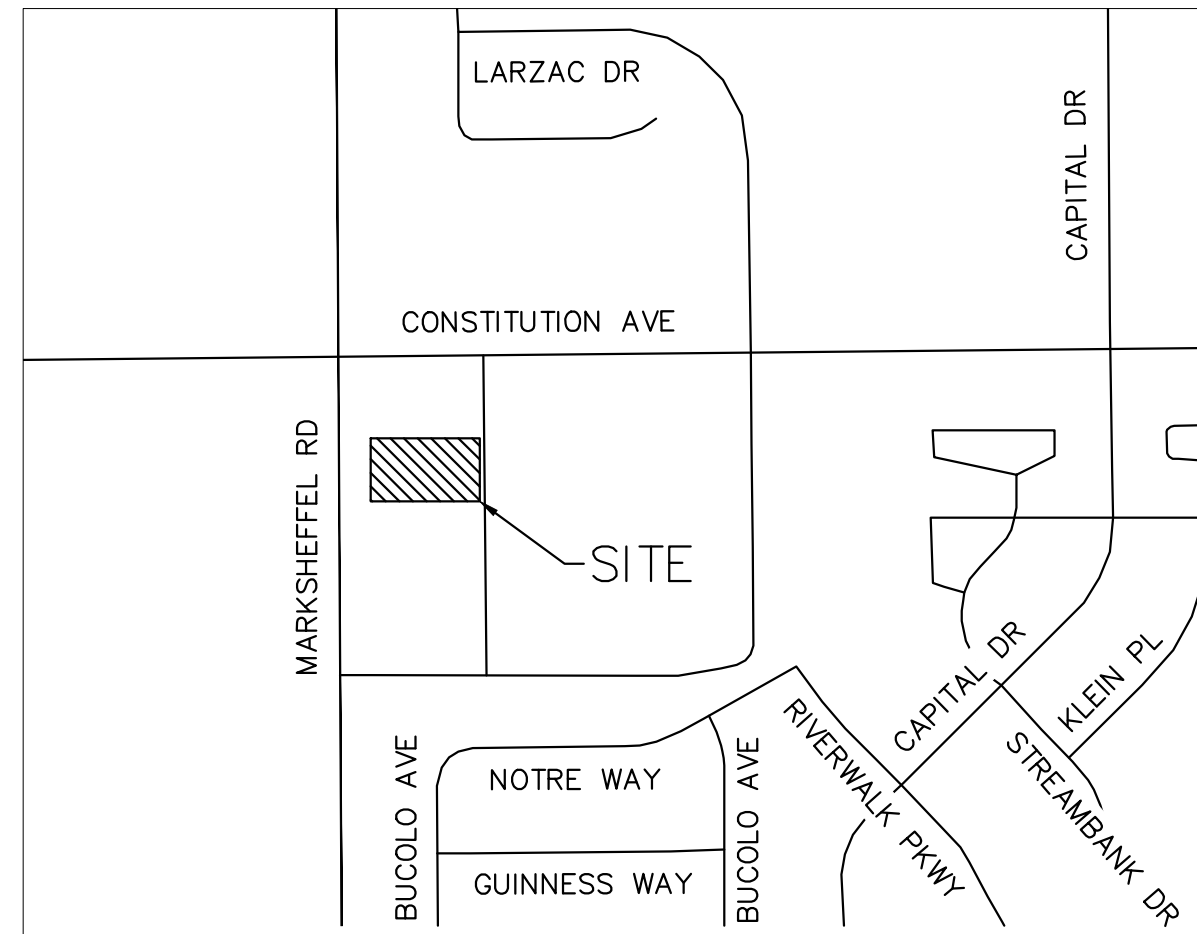 LARZAC DR
CAPITAL DR
CONSTITUTION AVE
MARKSHEFFEL RD
SITE
CAPITAL DR
KLEIN PL
RIVERWALK PKWY
STREAMBANK DR
BUCOLO AVE
NOTRE WAY
BUCOLO AVE
GUINNESS WAY